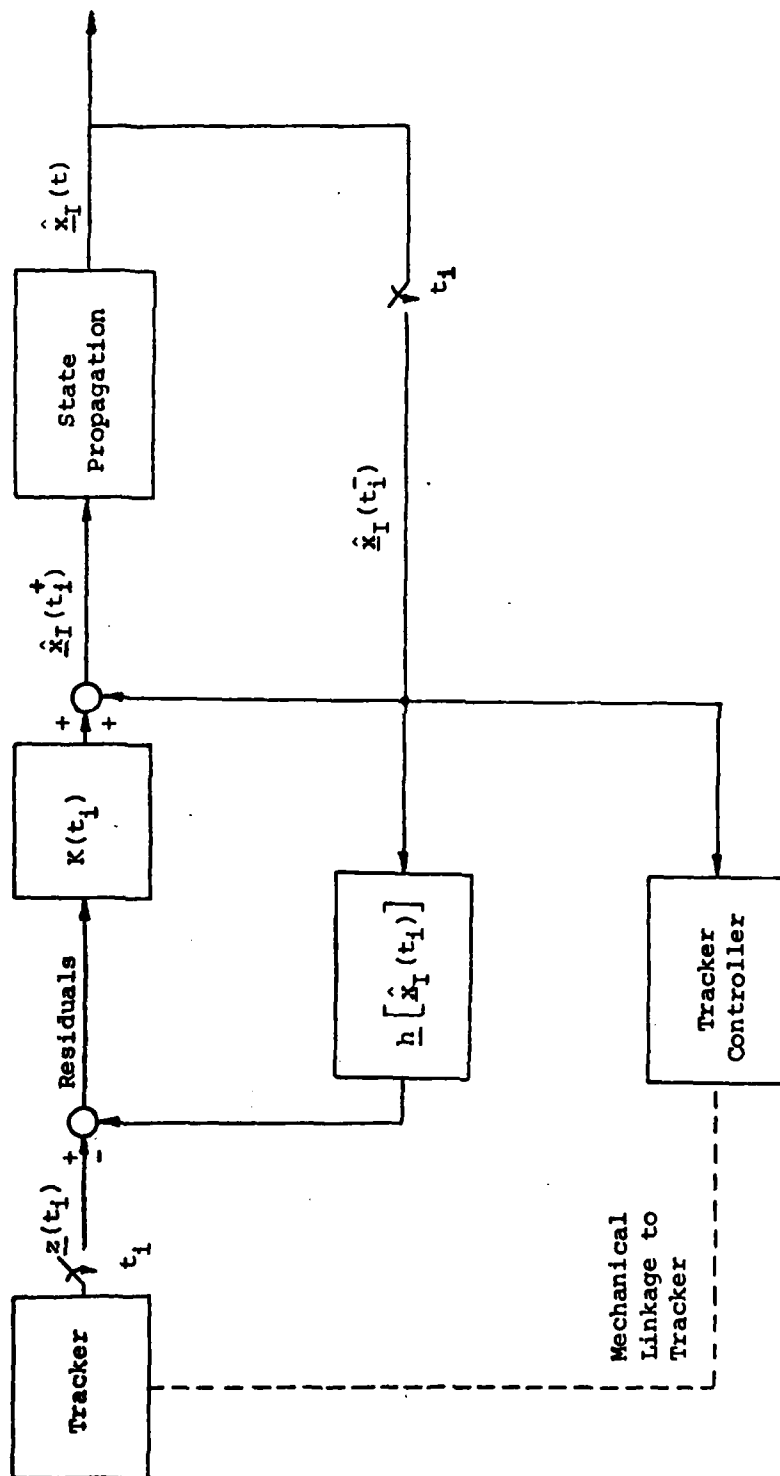 Tracker
z(t_i)
t_i
+
-
Residuals
K(t_i)
+
+
x̂_I(t_i^+)
State
Propagation
x̂_I(t)
t_i
x̂_I(t_i^-)
h[x̂_I(t_i)]
Tracker
Controller
Mechanical
Linkage to
Tracker